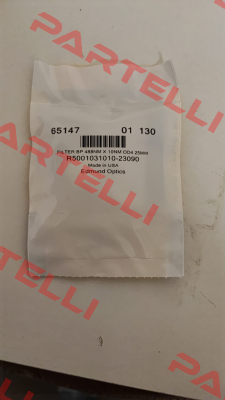 PARTELLI
65147 01 130
FILTER BP 488NM X 10NM OD4 25MM
R5001031010-23090
Made in USA
Edmund Optics
PARTELLI
PARTELLI